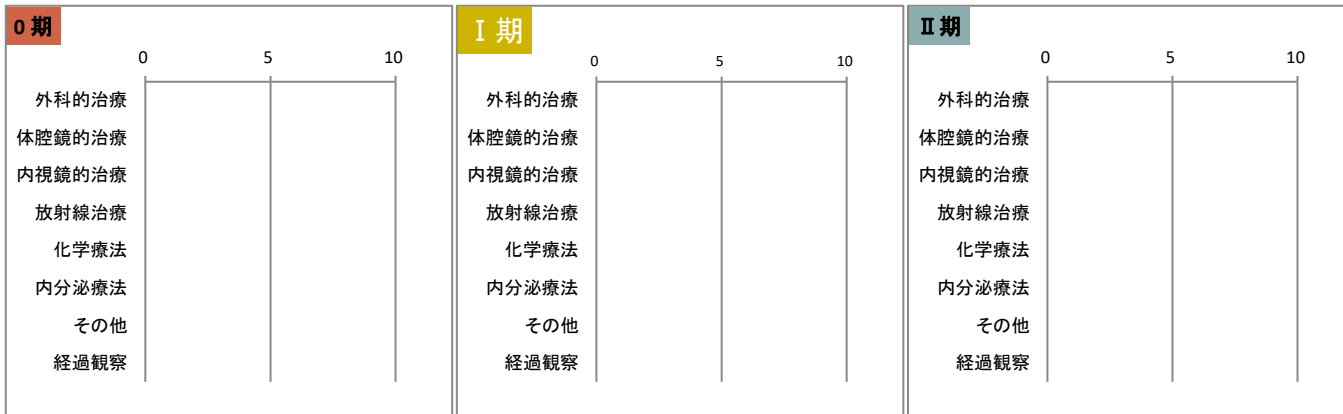 0期
0 5 10
外科的治療
体腔鏡的治療
内視鏡的治療
放射線治療
化学療法
内分泌療法
その他
経過観察
Ⅰ期
0 5 10
外科的治療
体腔鏡的治療
内視鏡的治療
放射線治療
化学療法
内分泌療法
その他
経過観察
Ⅱ期
0 5 10
外科的治療
体腔鏡的治療
内視鏡的治療
放射線治療
化学療法
内分泌療法
その他
経過観察